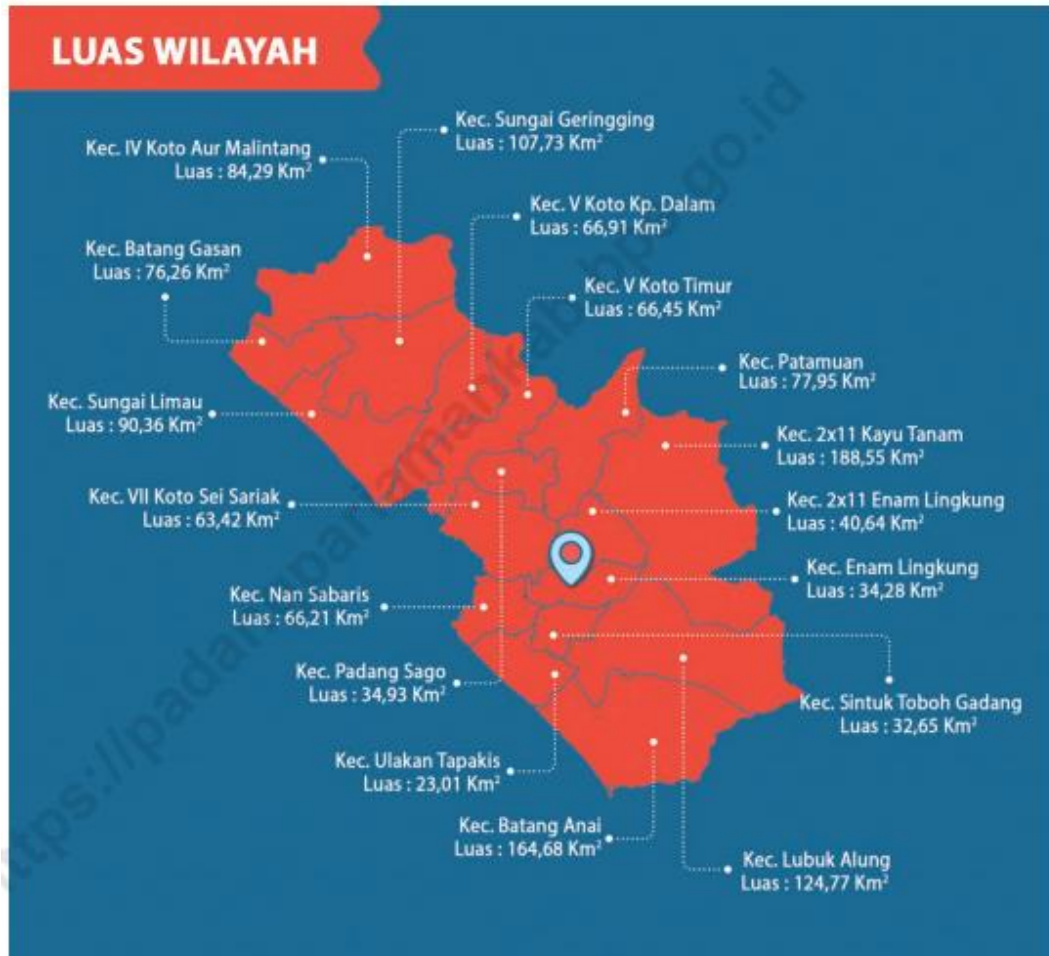 LUAS WILAYAH
Kec. Sungai Geringging
Luas : 107,73 Km²
Kec. IV Koto Aur Malintang
Luas : 84,29 Km²
Kec. V Koto Kp. Dalam
Luas : 66,91 Km²
Kec. Batang Gasan
Luas : 76,26 Km²
Kec. V Koto Timur
Luas : 66,45 Km²
Kec. Patamuan
Luas : 77,95 Km²
Kec. Sungai Limau
Luas : 90,36 Km²
Kec. 2x11 Kayu Tanam
Luas : 188,55 Km²
Kec. VII Koto Sei Sariak
Luas : 63,42 Km²
Kec. 2x11 Enam Lingkung
Luas : 40,64 Km²
Kec. Enam Lingkung
Luas : 34,28 Km²
Kec. Nan Sabaris
Luas : 66,21 Km²
Kec. Padang Sago
Luas : 34,93 Km²
Kec. Sintuk Toboh Gadang
Luas : 32,65 Km²
Kec. Ulakan Tapakis
Luas : 23,01 Km²
Kec. Batang Anai
Luas : 164,68 Km²
Kec. Lubuk Alung
Luas : 124,77 Km²